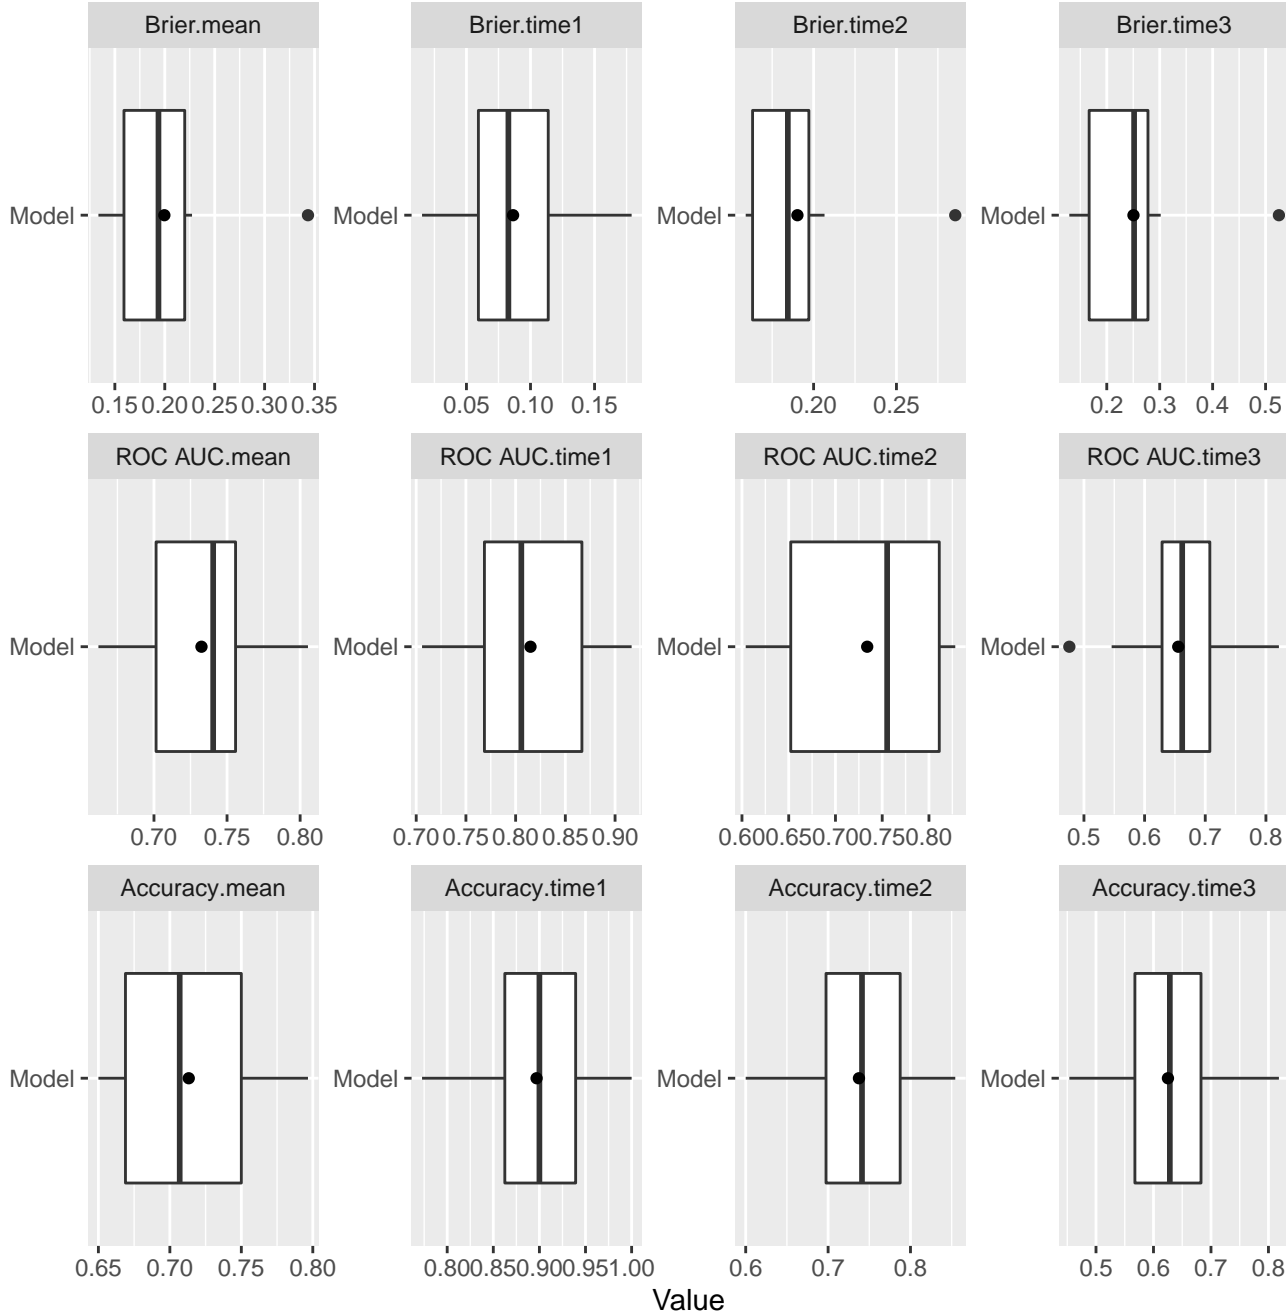 Brier.mean Brier.time1 Brier.time2 Brier.time3
Model Model Model Model
0.15 0.20 0.25 0.30 0.35 0.05 0.10 0.15 0.20 0.25 0.2 0.3 0.4 0.5
ROC AUC.mean ROC AUC.time1 ROC AUC.time2 ROC AUC.time3
Model Model Model Model
0.70 0.75 0.80 0.70 0.75 0.80 0.85 0.90 0.60 0.65 0.70 0.75 0.80 0.5 0.6 0.7 0.8
Accuracy.mean Accuracy.time1 Accuracy.time2 Accuracy.time3
Model Model Model Model
0.65 0.70 0.75 0.80 0.80 0.85 0.90 0.95 1.00 0.6 0.7 0.8 0.5 0.6 0.7 0.8
Value